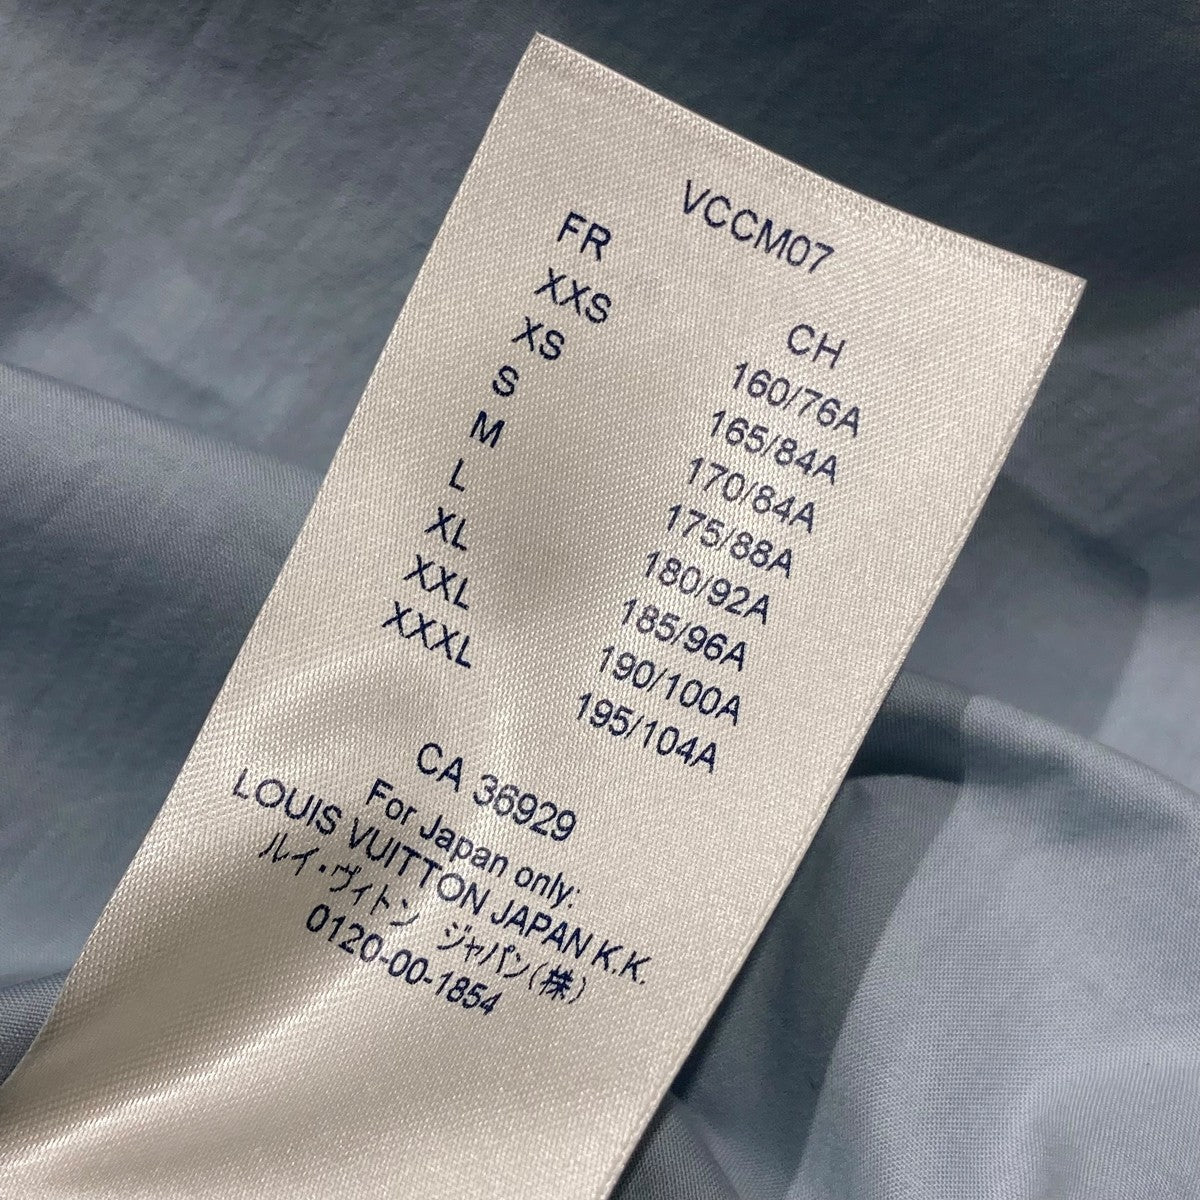 VCCM07
FR CH
XXS 160/76A
XS 165/84A
S 170/84A
M 175/88A
L 180/92A
XL 185/96A
XXL 190/100A
XXXL 195/104A
CA 36929
For Japan only:
LOUIS VUITTON JAPAN K.K.
ルイ・ヴィトン ジャパン(株)
0120-00-1854